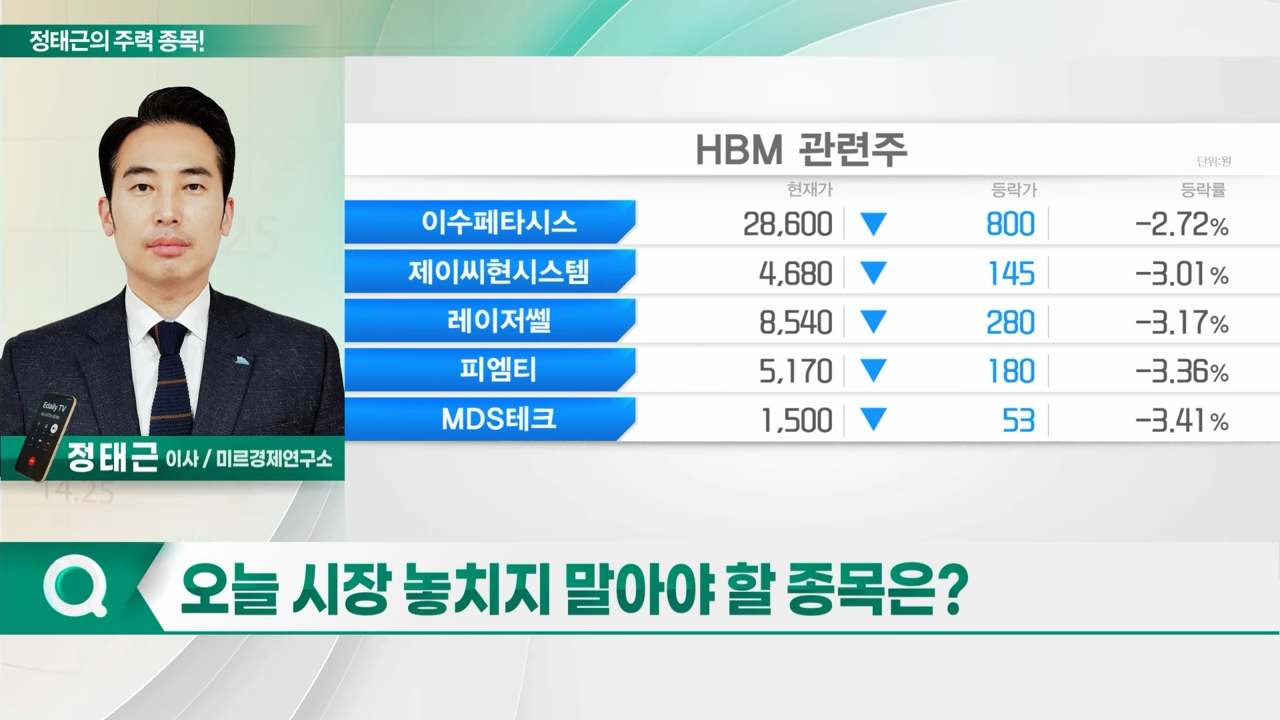 정태근의 주력 종목!
HBM 관련주
단위:원
현재가 등락가 등락률
이수페타시스 28,600 ▼ 800 -2.72%
제이씨현시스템 4,680 ▼ 145 -3.01%
레이저쎌 8,540 ▼ 280 -3.17%
피엠티 5,170 ▼ 180 -3.36%
MDS테크 1,500 ▼ 53 -3.41%
Edaily TV
정태근 이사 / 미르경제연구소
14.25
오늘 시장 놓치지 말아야 할 종목은?